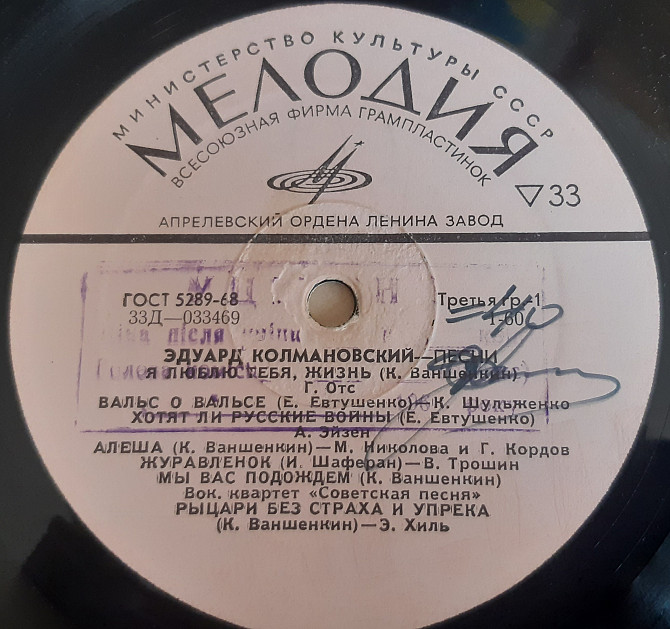 МИНИСТЕРСТВО КУЛЬТУРЫ СССР
МЕЛОДИЯ
ВСЕСОЮЗНАЯ ФИРМА ГРАМПЛАСТИНОК
33
АПРЕЛЕВСКИЙ ОРДЕНА ЛЕНИНА ЗАВОД
ГОСТ 5289-68 Третья гр.-1
33Д—033469 1-60
після
ЭДУАРД КОЛМАНОВСКИЙ—ПЕСНИ
Я ЛЮБЛЮ ТЕБЯ, ЖИЗНЬ (К. Ваншенкин)
Г. Отс
ВАЛЬС О ВАЛЬСЕ (Е. Евтушенко)—К. Шульженко
ХОТЯТ ЛИ РУССКИЕ ВОЙНЫ (Е. Евтушенко)
А. Эйзен
АЛЕША (К. Ваншенкин)—М. Николова и Г. Кордов
ЖУРАВЛЕНОК (И. Шаферан)—В. Трошин
МЫ ВАС ПОДОЖДЕМ (К. Ваншенкин)
Вок. квартет «Советская песня»
РЫЦАРИ БЕЗ СТРАХА И УПРЕКА
(К. Ваншенкин)—Э. Хиль